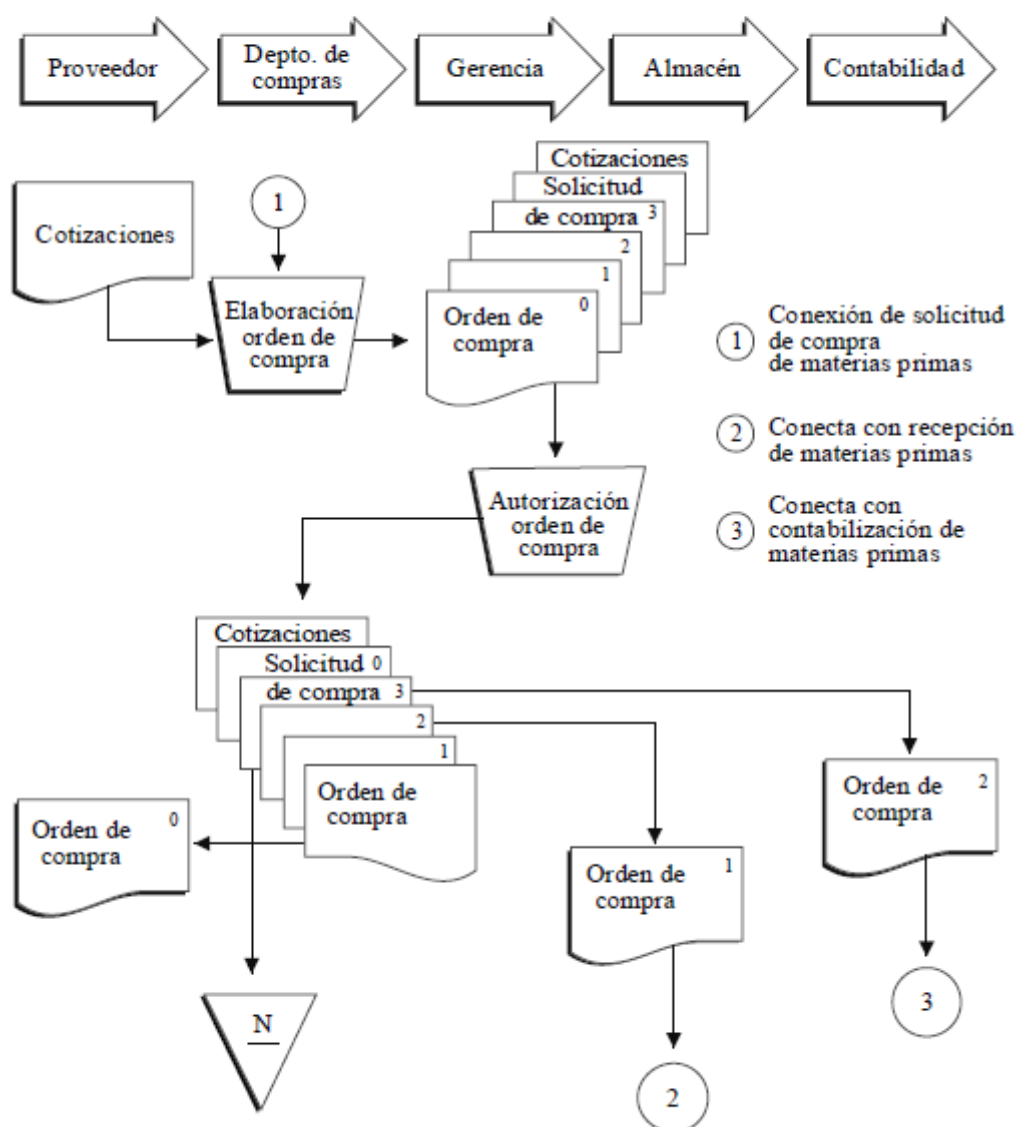 Proveedor
Depto. de
compras
Gerencia
Almacén
Contabilidad
Cotizaciones
1
Elaboración
orden de
compra
Cotizaciones
Solicitud
de compra 3
2
1
0
Orden de
compra
1
Conexión de solicitud
de compra
de materias primas
2
Conecta con recepción
de materias primas
3
Conecta con
contabilización de
materias primas
Autorización
orden de
compra
Cotizaciones
Solicitud 0
de compra 3
2
1
Orden de
compra
Orden de 0
compra
Orden de 1
compra
Orden de 2
compra
N
2
3